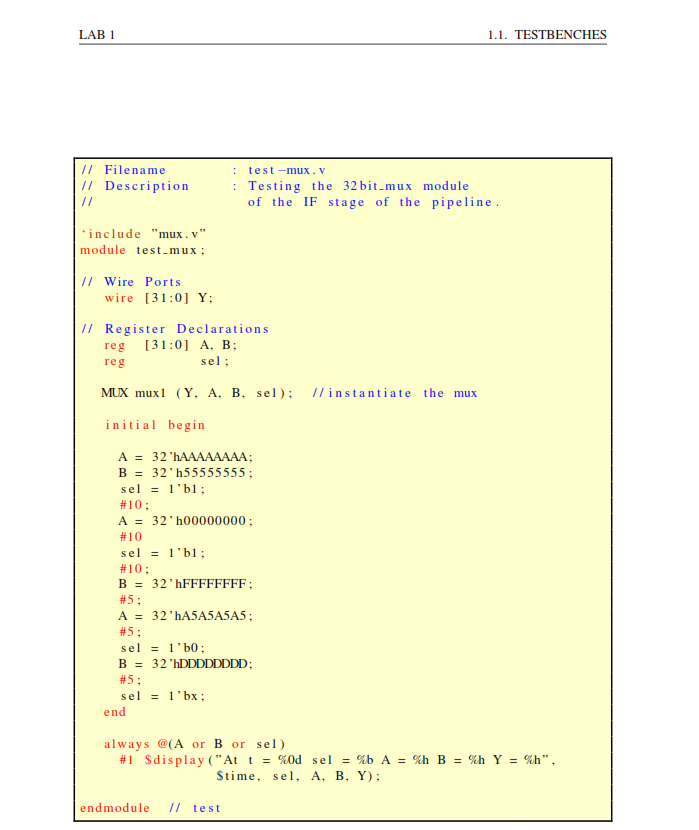 LAB 1 1.1. TESTBENCHES
// Filename : test-mux.v
// Description : Testing the 32bit_mux module
// of the IF stage of the pipeline.
‘include ”mux.v”
module test_mux;
// Wire Ports
wire [31:0] Y;
// Register Declarations
reg [31:0] A, B;
reg sel;
MUX mux1 (Y, A, B, sel); //instantiate the mux
initial begin
A = 32’hAAAAAAAA;
B = 32’h55555555;
sel = 1’b1;
#10;
A = 32’h00000000;
#10
sel = 1’b1;
#10;
B = 32’hFFFFFFFF;
#5;
A = 32’hA5A5A5A5;
#5;
sel = 1’b0;
B = 32’hDDDDDDDD;
#5;
sel = 1’bx;
end
always @(A or B or sel)
#1 $display(”At t = %0d sel = %b A = %h B = %h Y = %h”,
$time, sel, A, B, Y);
endmodule // test